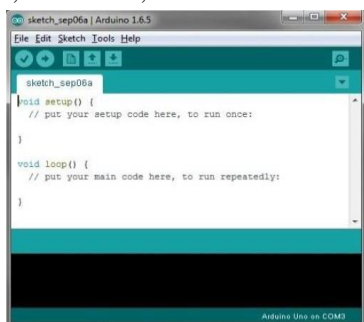 sketch_sep06a | Arduino 1.6.5
File Edit Sketch Tools Help
sketch_sep06a
void setup() {
// put your setup code here, to run once:
}
void loop() {
// put your main code here, to run repeatedly:
}
Arduino Uno on COM3